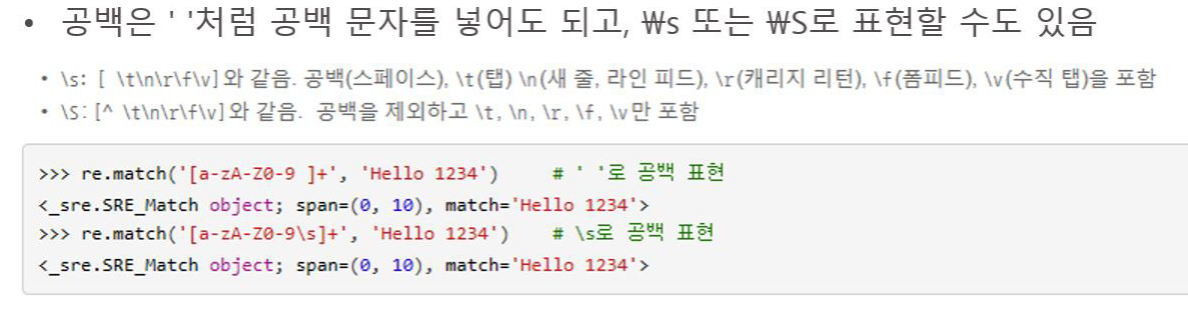 • 공백은 ' '처럼 공백 문자를 넣어도 되고, ₩s 또는 ₩S로 표현할 수도 있음
• \s: [ \t\n\r\f\v]와 같음. 공백(스페이스), \t(탭) \n(새 줄, 라인 피드), \r(캐리지 리턴), \f(폼피드), \v(수직 탭)을 포함
• \S: [^ \t\n\r\f\v]와 같음. 공백을 제외하고 \t, \n, \r, \f, \v만 포함
>>> re.match('[a-zA-Z0-9 ]+', 'Hello 1234')    # ' '로 공백 표현
<_sre.SRE_Match object; span=(0, 10), match='Hello 1234'>
>>> re.match('[a-zA-Z0-9\s]+', 'Hello 1234')   # \s로 공백 표현
<_sre.SRE_Match object; span=(0, 10), match='Hello 1234'>